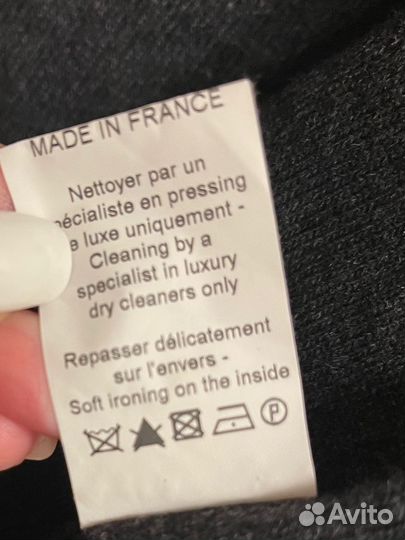 MADE IN FRANCE
Nettoyer par un
pécialiste en pressing
e luxe uniquement -
Cleaning by a
specialist in luxury
dry cleaners only
Repasser délicatement
sur l'envers -
Soft ironing on the inside
P
Avito